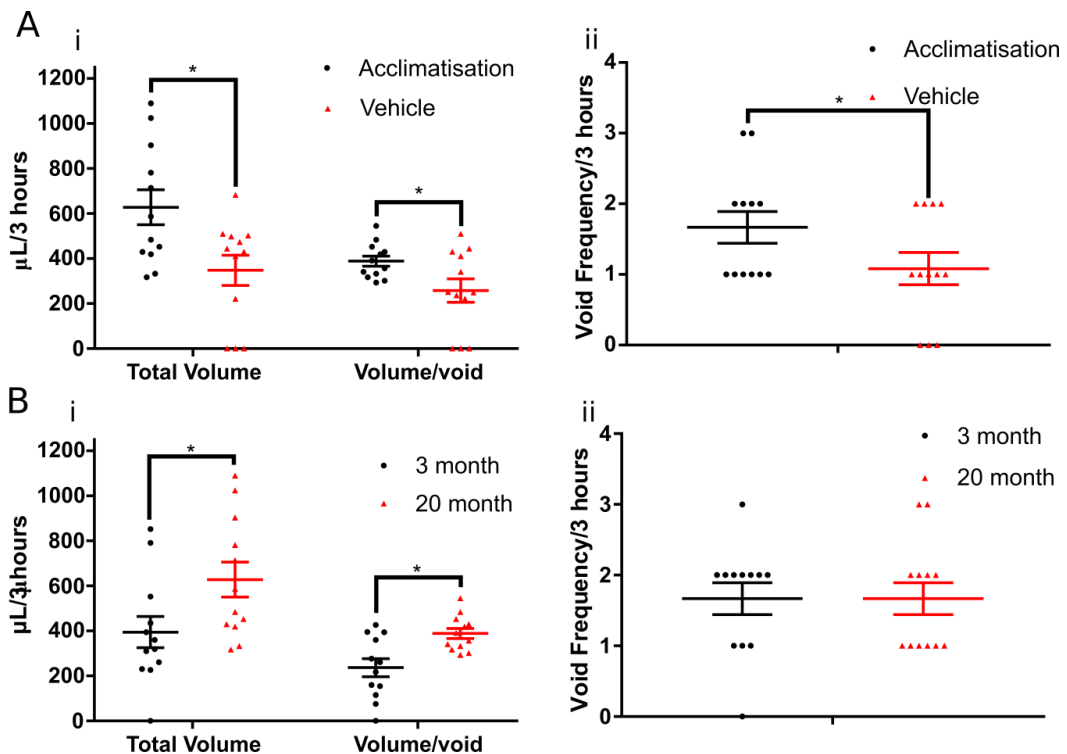 A
i
* Acclimatisation
Vehicle
1200
1000
800
600
400
200
0
µL/3 hours
*
Total Volume Volume/void
ii
Acclimatisation
Vehicle
*
4
3
2
1
0
Void Frequency/3 hours
B
i
*
3 month
20 month
1200
1000
800
600
400
200
0
µL/3µhours
*
Total Volume Volume/void
ii
3 month
20 month
4
3
2
1
0
Void Frequency/3 hours